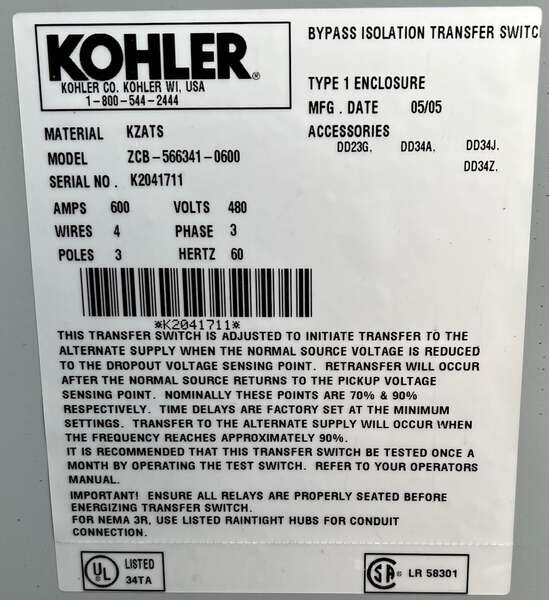 KOHLER®
KOHLER CO. KOHLER WI, USA
1-800-544-2444
BYPASS ISOLATION TRANSFER SWITC
TYPE 1 ENCLOSURE
MFG. DATE 05/05
ACCESSORIES
DD23G. DD34A. DD34J.
DD34Z.
MATERIAL KZATS
MODEL ZCB-566341-0600
SERIAL NO. K2041711
AMPS 600 VOLTS 480
WIRES 4 PHASE 3
POLES 3 HERTZ 60
*K2041711*
THIS TRANSFER SWITCH IS ADJUSTED TO INITIATE TRANSFER TO THE
ALTERNATE SUPPLY WHEN THE NORMAL SOURCE VOLTAGE IS REDUCED
TO THE DROPOUT VOLTAGE SENSING POINT. RETRANSFER WILL OCCUR
AFTER THE NORMAL SOURCE RETURNS TO THE PICKUP VOLTAGE
SENSING POINT. NOMINALLY THESE POINTS ARE 70% & 90%
RESPECTIVELY. TIME DELAYS ARE FACTORY SET AT THE MINIMUM
SETTINGS. TRANSFER TO THE ALTERNATE SUPPLY WILL OCCUR WHEN
THE FREQUENCY REACHES APPROXIMATELY 90%.
IT IS RECOMMENDED THAT THIS TRANSFER SWITCH BE TESTED ONCE A
MONTH BY OPERATING THE TEST SWITCH. REFER TO YOUR OPERATORS
MANUAL.
IMPORTANT! ENSURE ALL RELAYS ARE PROPERLY SEATED BEFORE
ENERGIZING TRANSFER SWITCH.
FOR NEMA 3R, USE LISTED RAINTIGHT HUBS FOR CONDUIT
CONNECTION.
UL® LISTED
34TA
SA® LR 58301